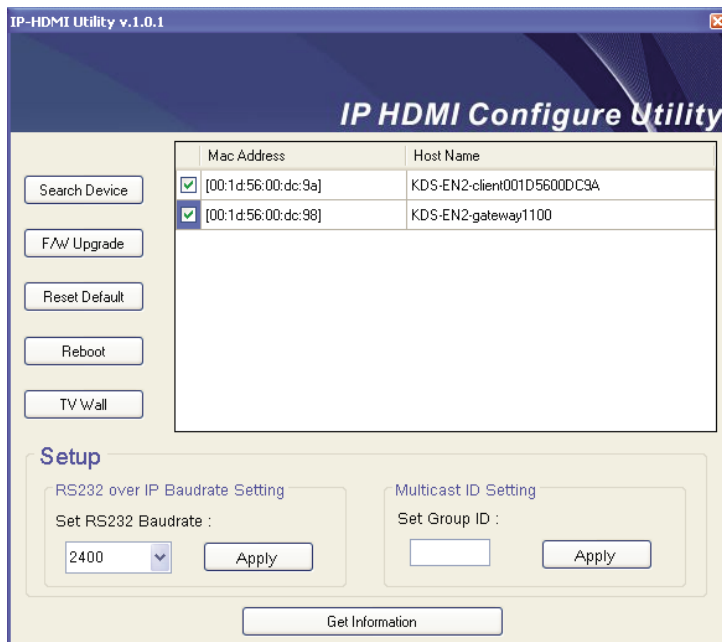 IP-HDMI Utility v.1.0.1
IP HDMI Configure Utility
Mac Address Host Name
[00:1d:56:00:dc:9a] KDS-EN2-client001D5600DC9A
[00:1d:56:00:dc:98] KDS-EN2-gateway1100
Search Device
F/W Upgrade
Reset Default
Reboot
TV Wall
Setup
RS232 over IP Baudrate Setting
Set RS232 Baudrate :
2400 Apply
Multicast ID Setting
Set Group ID :
Apply
Get Information